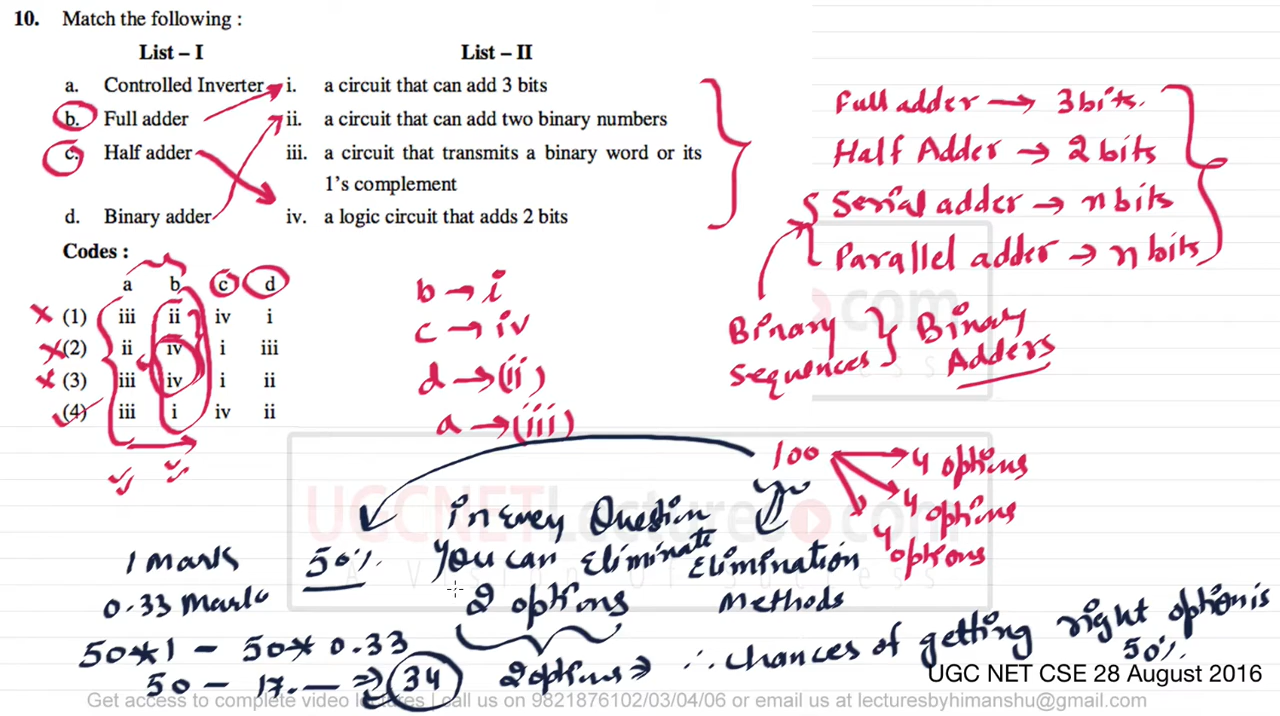 10. Match the following :
List – I List – II
a. Controlled Inverter i. a circuit that can add 3 bits
b. Full adder ii. a circuit that can add two binary numbers
c. Half adder iii. a circuit that transmits a binary word or its
1's complement
d. Binary adder iv. a logic circuit that adds 2 bits
Codes :
a b c d
(1) iii ii iv i
(2) ii iv i iii
(3) iii iv i ii
(4) iii i iv ii
Full adder → 3 bits.
Half Adder → 2 bits
Serial adder → n bits
Parallel adder → n bits
Binary
Sequences
Binary
Adders
b → i
c → iv
d → (ii)
a → (iii)
100
4 options
4 options
4 options
in Every Question
You can Eliminate
2 options
Elimination
Methods
1 Mark
0.33 Marks
50%
50*1 - 50*0.33
50 - 17. — ⇒ 34
2 options ⇒ ∴ chances of getting right option is
50%
UGCNETLectures.com
A Vision Of Success
UGC NET CSE 28 August 2016
Get access to complete video lectures | call us on 9821876102/03/04/06 or email us at lecturesbyhimanshu@gmail.com